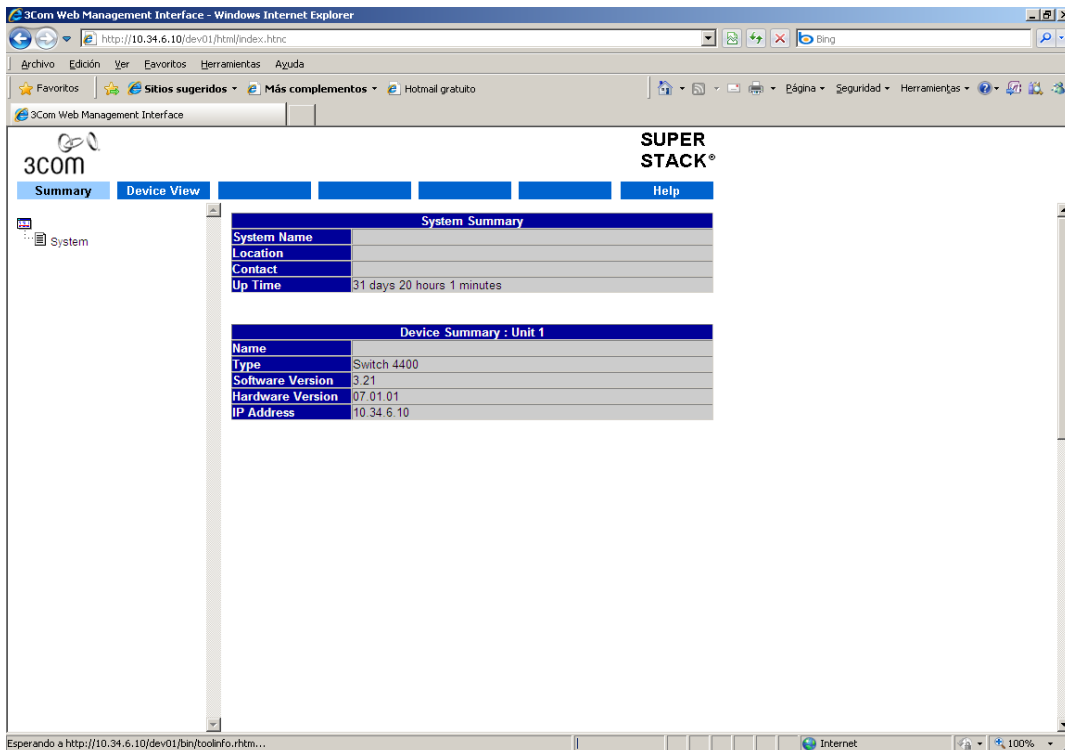 3Com Web Management Interface - Windows Internet Explorer
http://10.34.6.10/dev01/html/index.htnc
Bing
Archivo Edición Ver Favoritos Herramientas Ayuda
Favoritos Sitios sugeridos Más complementos Hotmail gratuito Página Seguridad Herramientas
3Com Web Management Interface
3COM
SUPER
STACK®
Summary Device View Help
System
System Summary
System Name
Location
Contact
Up Time 31 days 20 hours 1 minutes
Device Summary : Unit 1
Name
Type Switch 4400
Software Version 3.21
Hardware Version 07.01.01
IP Address 10.34.6.10
Esperando a http://10.34.6.10/dev01/bin/toolinfo.rhtm... Internet 100%